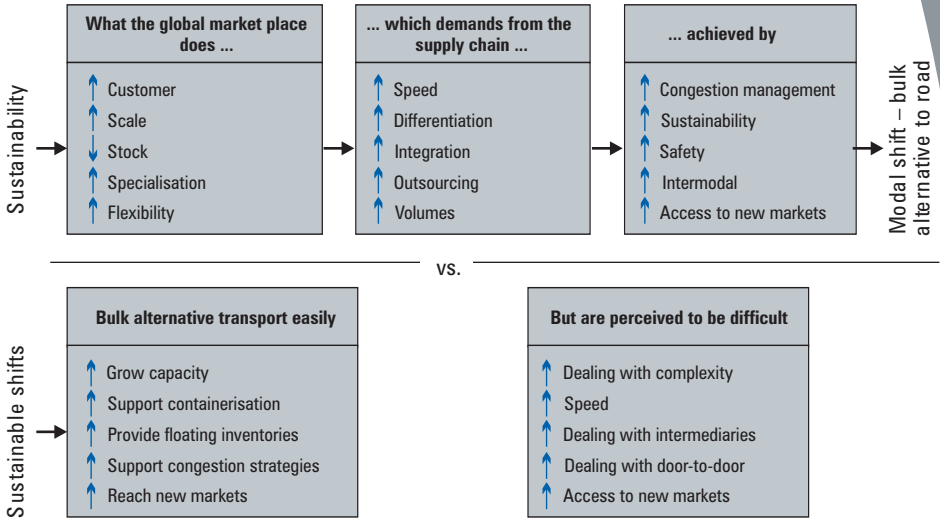 Sustainability
What the global market place
does ...
Customer
Scale
Stock
Specialisation
Flexibility
... which demands from the
supply chain ...
Speed
Differentiation
Integration
Outsourcing
Volumes
... achieved by
Congestion management
Sustainability
Safety
Intermodal
Access to new markets
Modal shift – bulk
alternative to road
vs.
Sustainable shifts
Bulk alternative transport easily
Grow capacity
Support containerisation
Provide floating inventories
Support congestion strategies
Reach new markets
But are perceived to be difficult
Dealing with complexity
Speed
Dealing with intermediaries
Dealing with door-to-door
Access to new markets